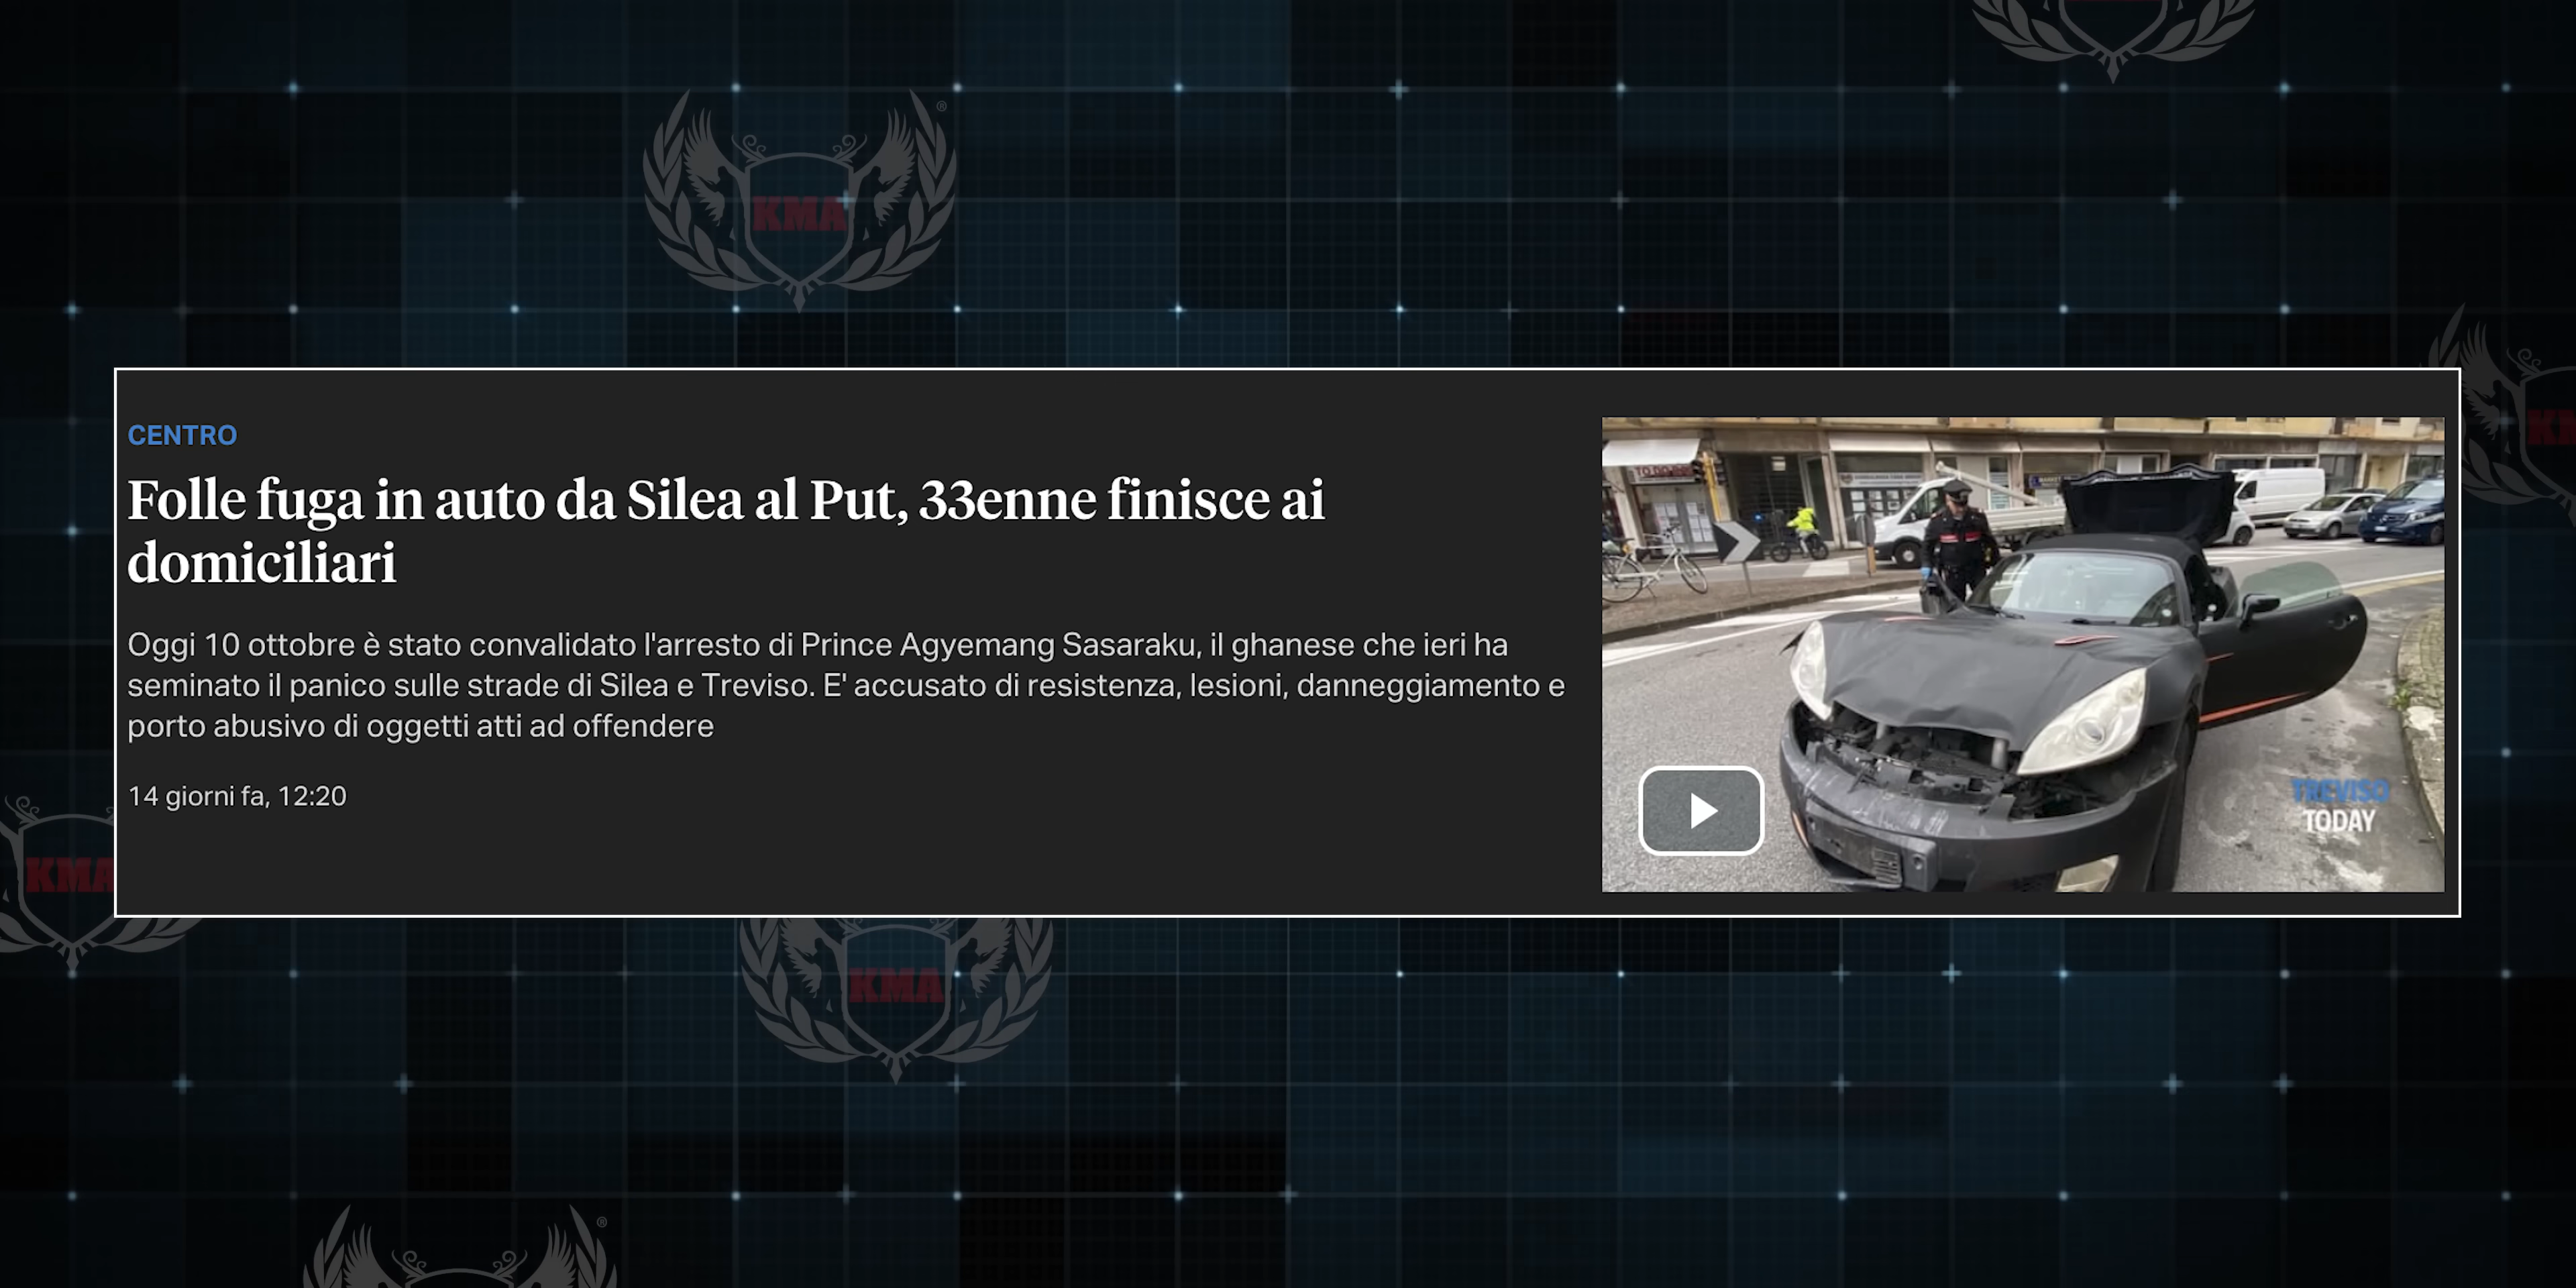 KMA
®
CENTRO
Folle fuga in auto da Silea al Put, 33enne finisce ai
domiciliari
Oggi 10 ottobre è stato convalidato l'arresto di Prince Agyemang Sasaraku, il ghanese che ieri ha
seminato il panico sulle strade di Silea e Treviso. E' accusato di resistenza, lesioni, danneggiamento e
porto abusivo di oggetti atti ad offendere
14 giorni fa, 12:20
TREVISO
TODAY
KMA
KMA
®